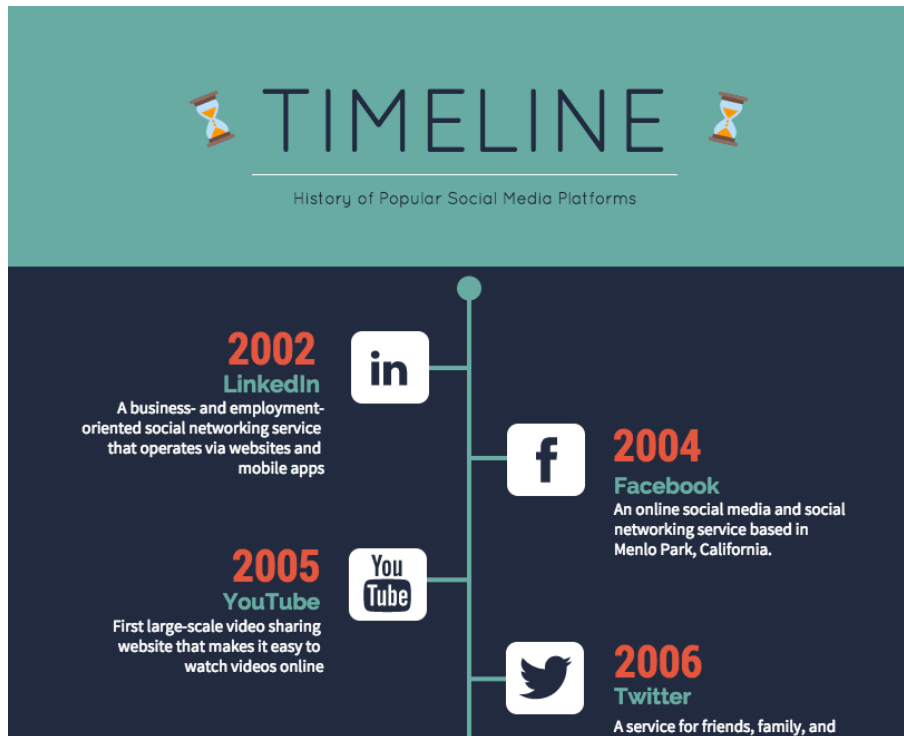 TIMELINE
History of Popular Social Media Platforms
2002
LinkedIn
A business- and employment-
oriented social networking service
that operates via websites and
mobile apps
in
f
2004
Facebook
An online social media and social
networking service based in
Menlo Park, California.
2005
YouTube
First large-scale video sharing
website that makes it easy to
watch videos online
You
Tube
2006
Twitter
A service for friends, family, and